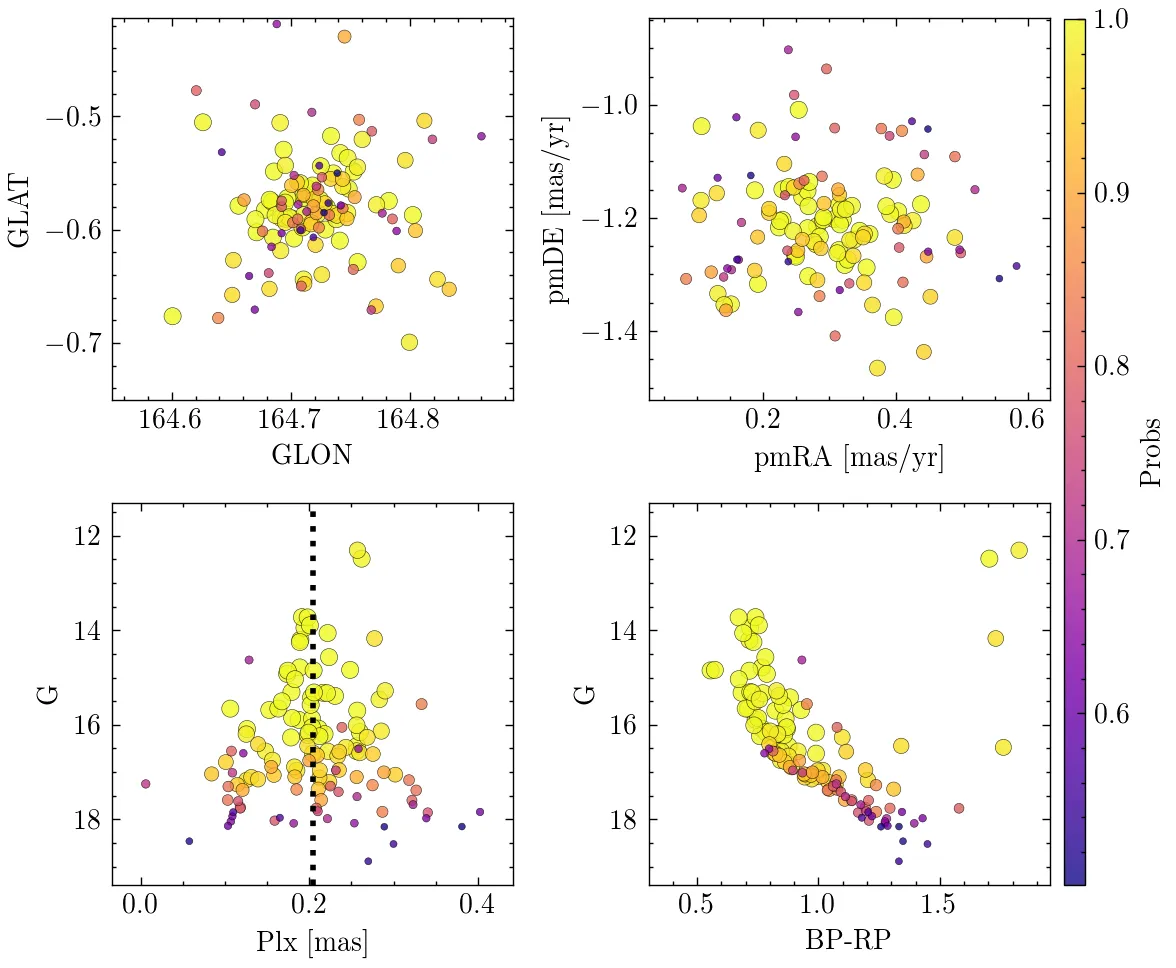 −0.5
−0.6
−0.7
GLAT
164.6 164.7 164.8
GLON
−1.0
−1.2
−1.4
pmDE [mas/yr]
0.2 0.4 0.6
pmRA [mas/yr]
12
14
16
18
G
0.0 0.2 0.4
Plx [mas]
12
14
16
18
G
0.5 1.0 1.5
BP-RP
1.0
0.9
0.8
0.7
0.6
Probs